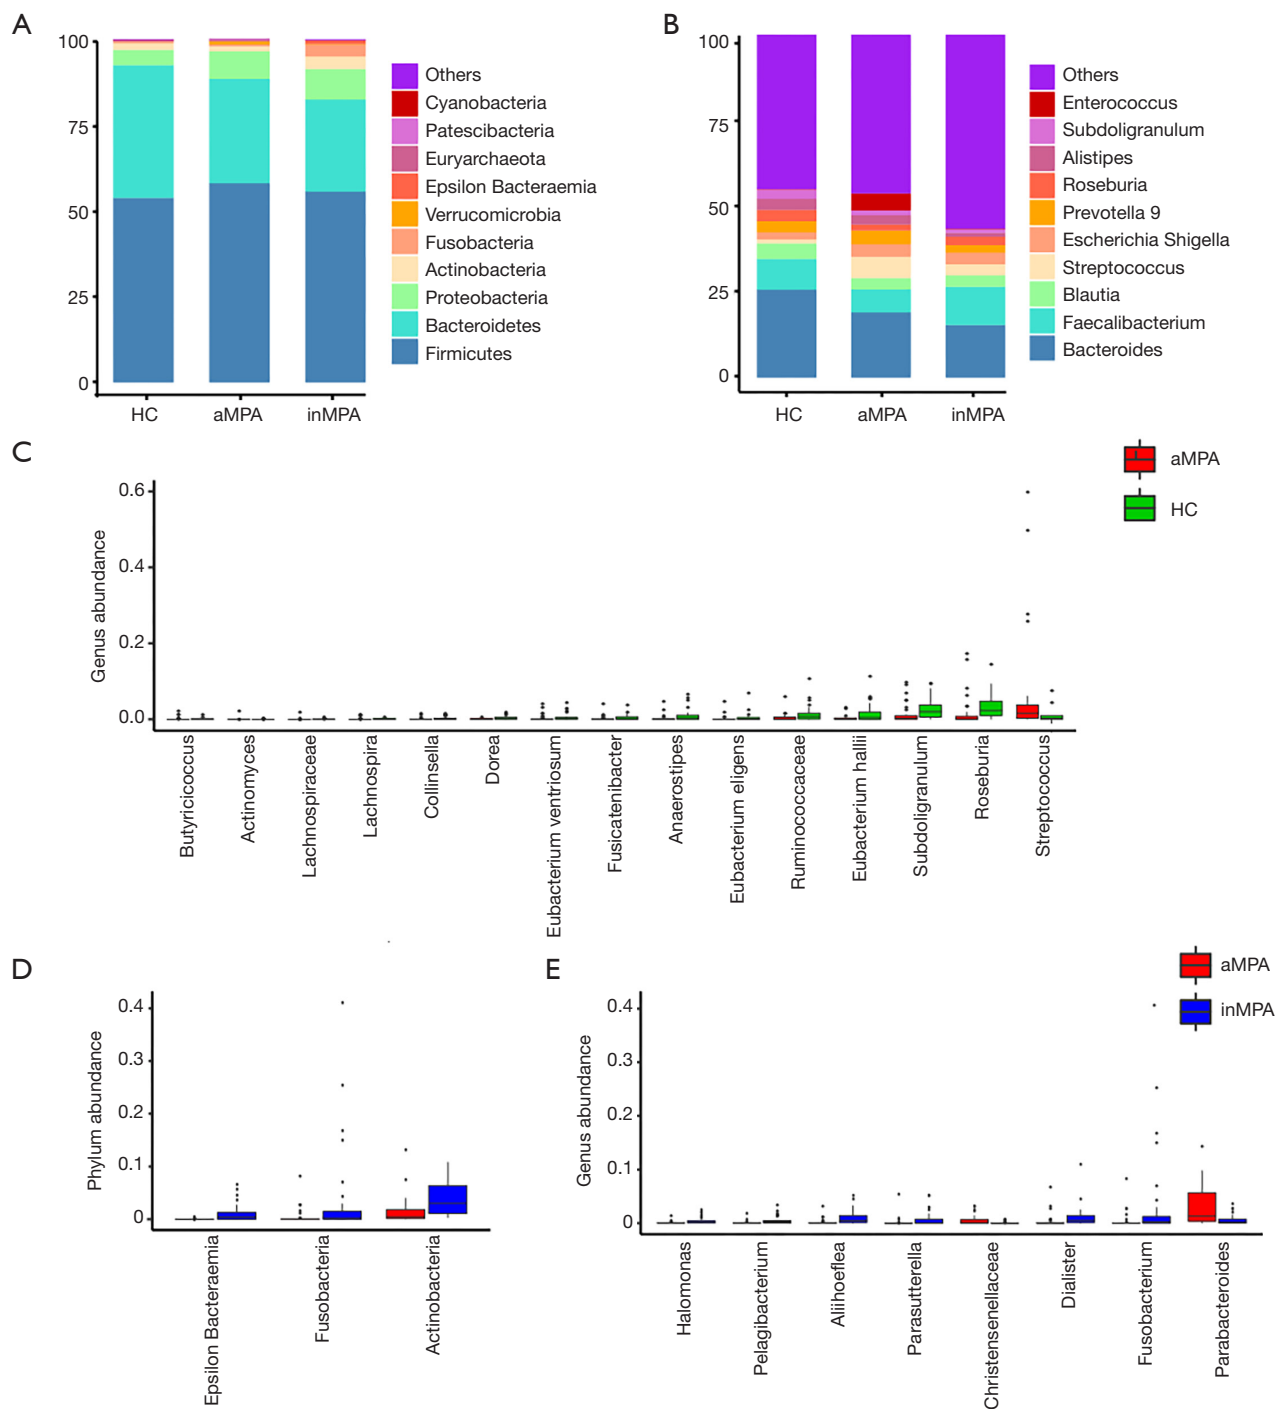 A
100
75
50
25
0
HC
aMPA
inMPA
Others
Cyanobacteria
Patescibacteria
Euryarchaeota
Epsilon Bacteraemia
Verrucomicrobia
Fusobacteria
Actinobacteria
Proteobacteria
Bacteroidetes
Firmicutes
B
100
75
50
25
0
HC
aMPA
inMPA
Others
Enterococcus
Subdoligranulum
Alistipes
Roseburia
Prevotella 9
Escherichia Shigella
Streptococcus
Blautia
Faecalibacterium
Bacteroides
C
aMPA
HC
Genus abundance
0.6
0.4
0.2
0.0
Butyricicoccus
Actinomyces
Lachnospiraceae
Lachnospira
Collinsella
Dorea
Eubacterium ventriosum
Fusicatenibacter
Anaerostipes
Eubacterium eligens
Ruminococcaceae
Eubacterium hallii
Subdoligranulum
Roseburia
Streptococcus
D
Phylum abundance
0.4
0.3
0.2
0.1
0
Epsilon Bacteraemia
Fusobacteria
Actinobacteria
E
aMPA
inMPA
Genus abundance
0.4
0.3
0.2
0.1
0
Halomonas
Pelagibacterium
Aliihoeflea
Parasutterella
Christensenellaceae
Dialister
Fusobacterium
Parabacteroides